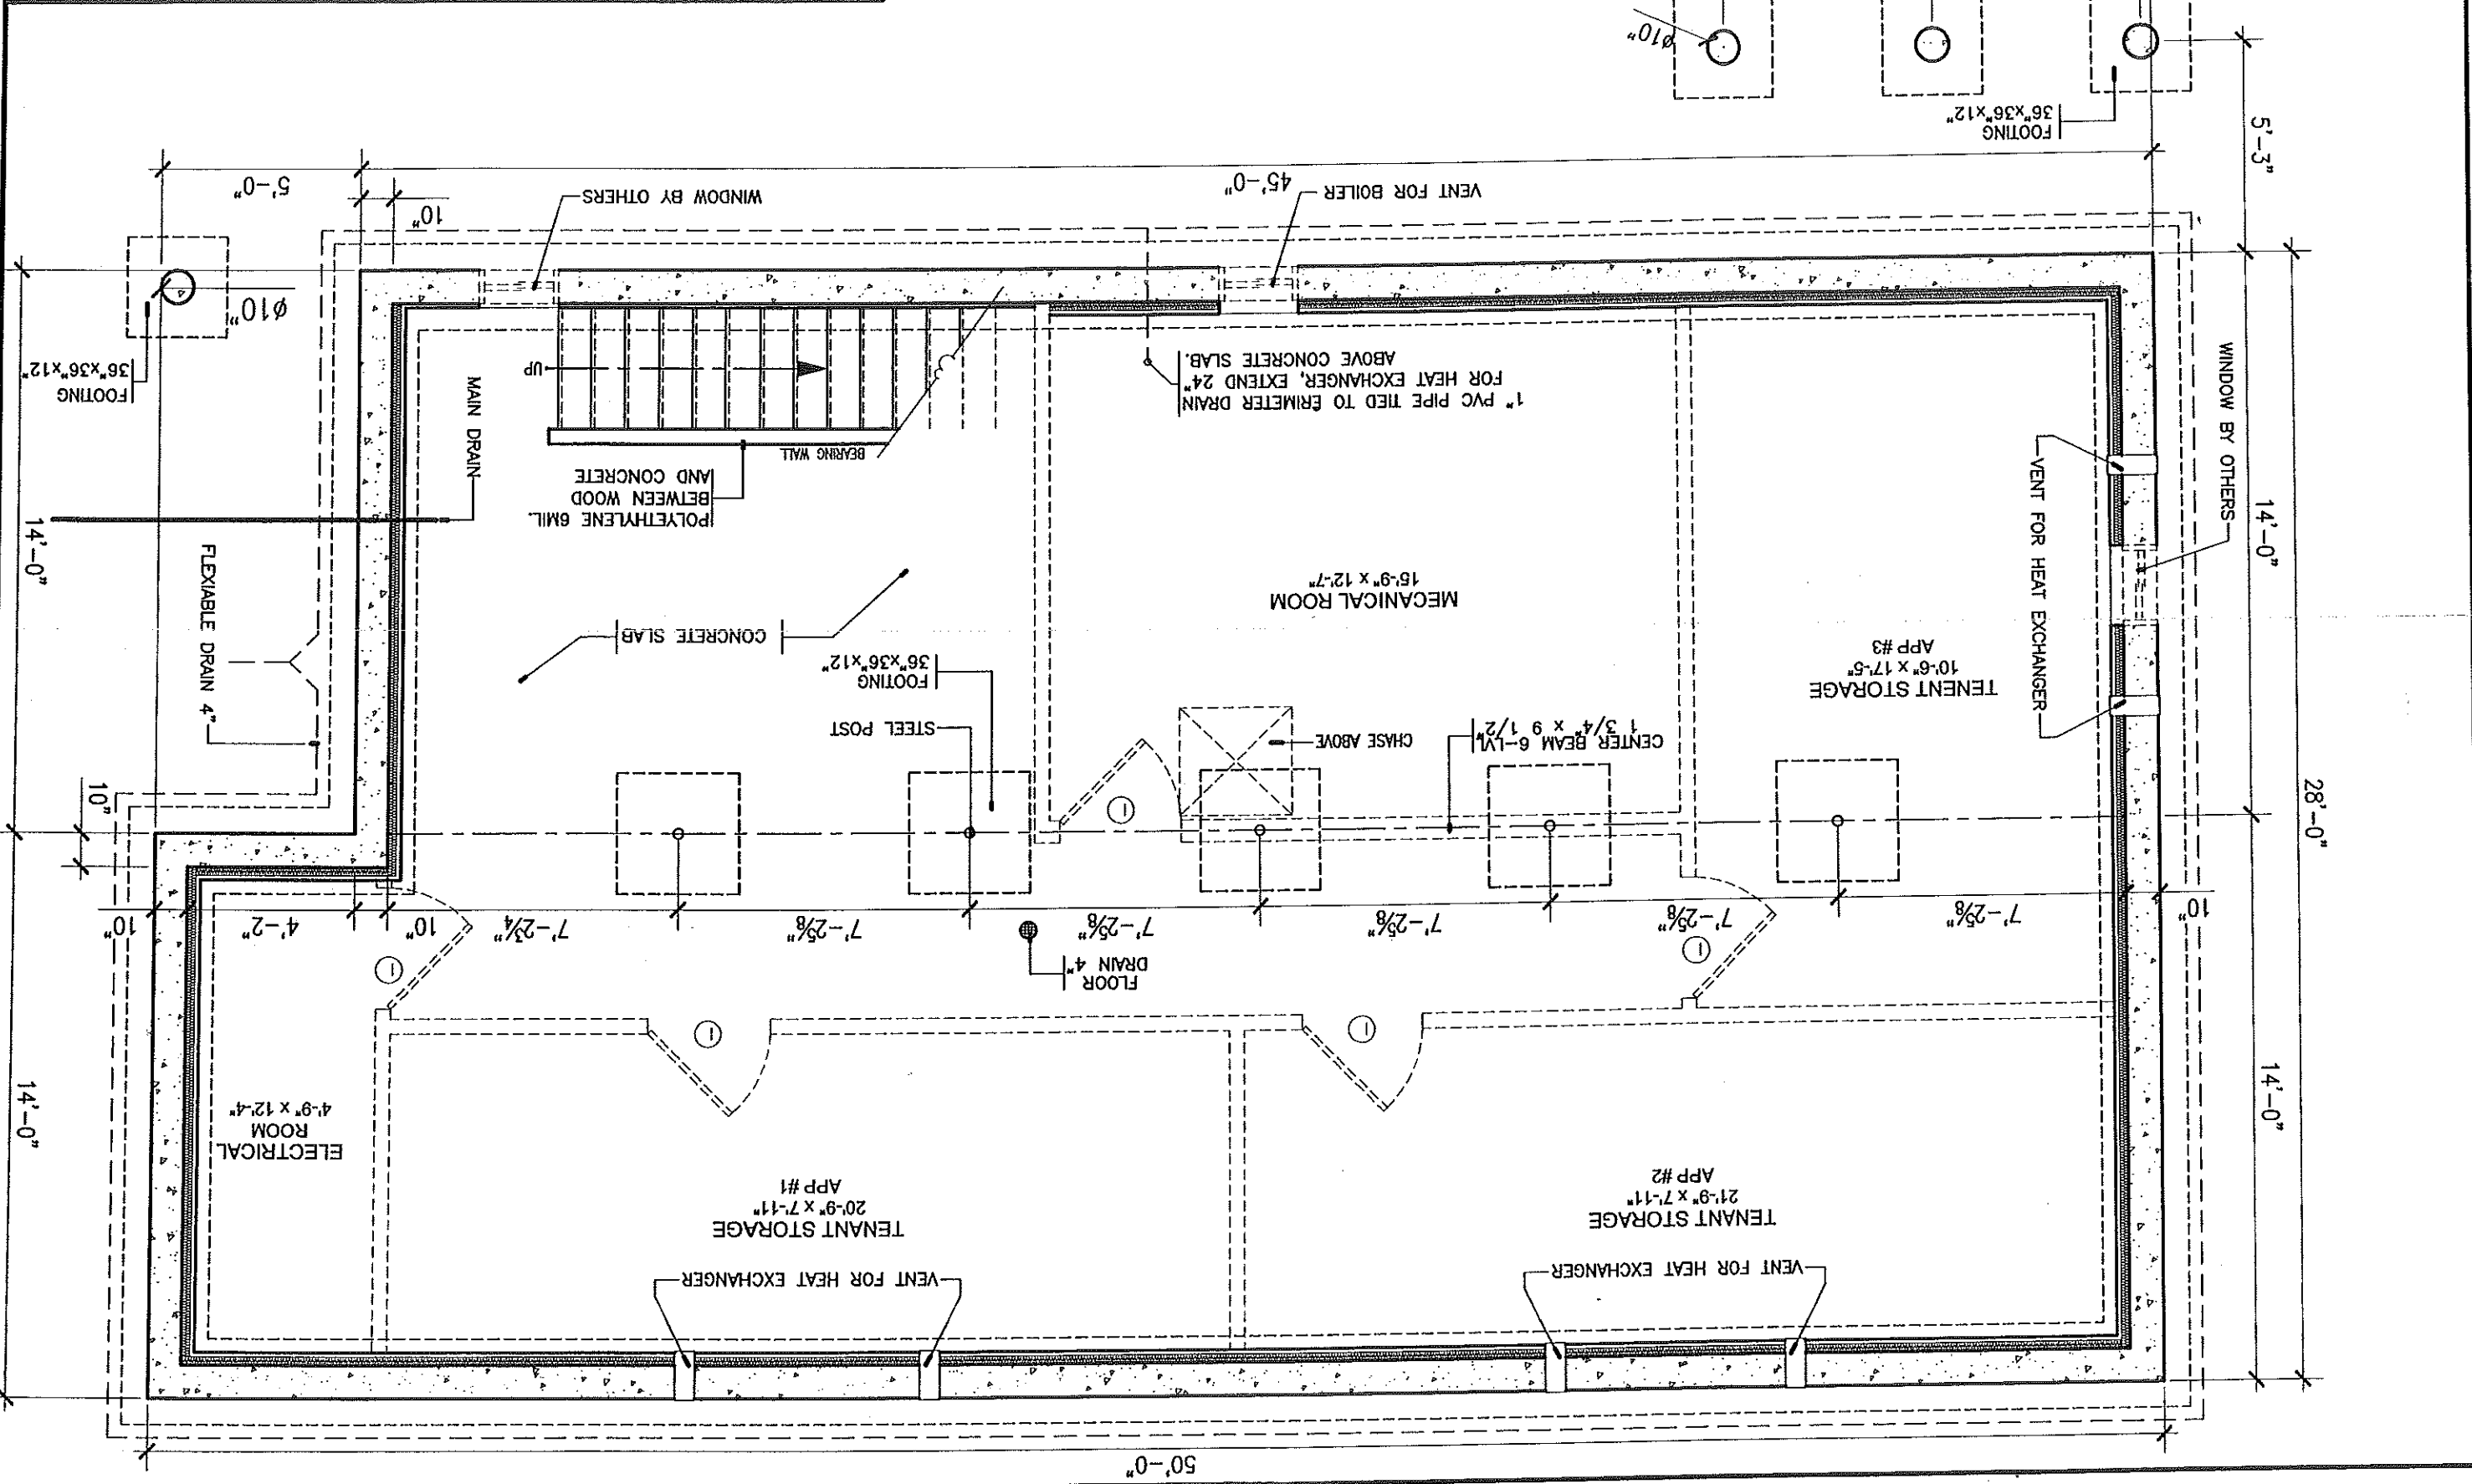 50'-0"
VENT FOR HEAT EXCHANGER
VENT FOR HEAT EXCHANGER
TENANT STORAGE
21'-9" x 7'-11"
APP #2
TENANT STORAGE
20'-9" x 7'-11"
APP #1
ELECTRICAL
ROOM
4'-9" x 12'-4"
14'-0"
14'-0"
1
1
1
1
FLOOR
DRAIN 4"
10"
7'-2⅝"
7'-2⅝"
7'-2⅝"
7'-2⅝"
7'-2⅝"
7'-2¾"
10"
4'-2"
10"
10"
28'-0"
1
CENTER BEAM 6-LVL
1 3/4" x 9 1/2"
CHASE ABOVE
STEEL POST
FOOTING
36"x36"x12"
TENENT STORAGE
10'-6" x 17'-5"
APP #3
VENT FOR HEAT EXCHANGER
WINDOW BY OTHERS
MECANICAL ROOM
15'-9" x 12'-7"
CONCRETE SLAB
FLEXIABLE DRAIN 4"
MAIN DRAIN
14'-0"
14'-0"
POLYETHYLENE 6MIL.
BETWEEN WOOD
AND CONCRETE
BEARING WALL
1" PVC PIPE TIED TO ERIMETER DRAIN
FOR HEAT EXCHANGER, EXTEND 24"
ABOVE CONCRETE SLAB.
UP
FOOTING
36"x36"x12"
ø10"
VENT FOR BOILER
WINDOW BY OTHERS
10"
45'-0"
5'-0"
5'-3"
FOOTING
36"x36"x12"
ø10"